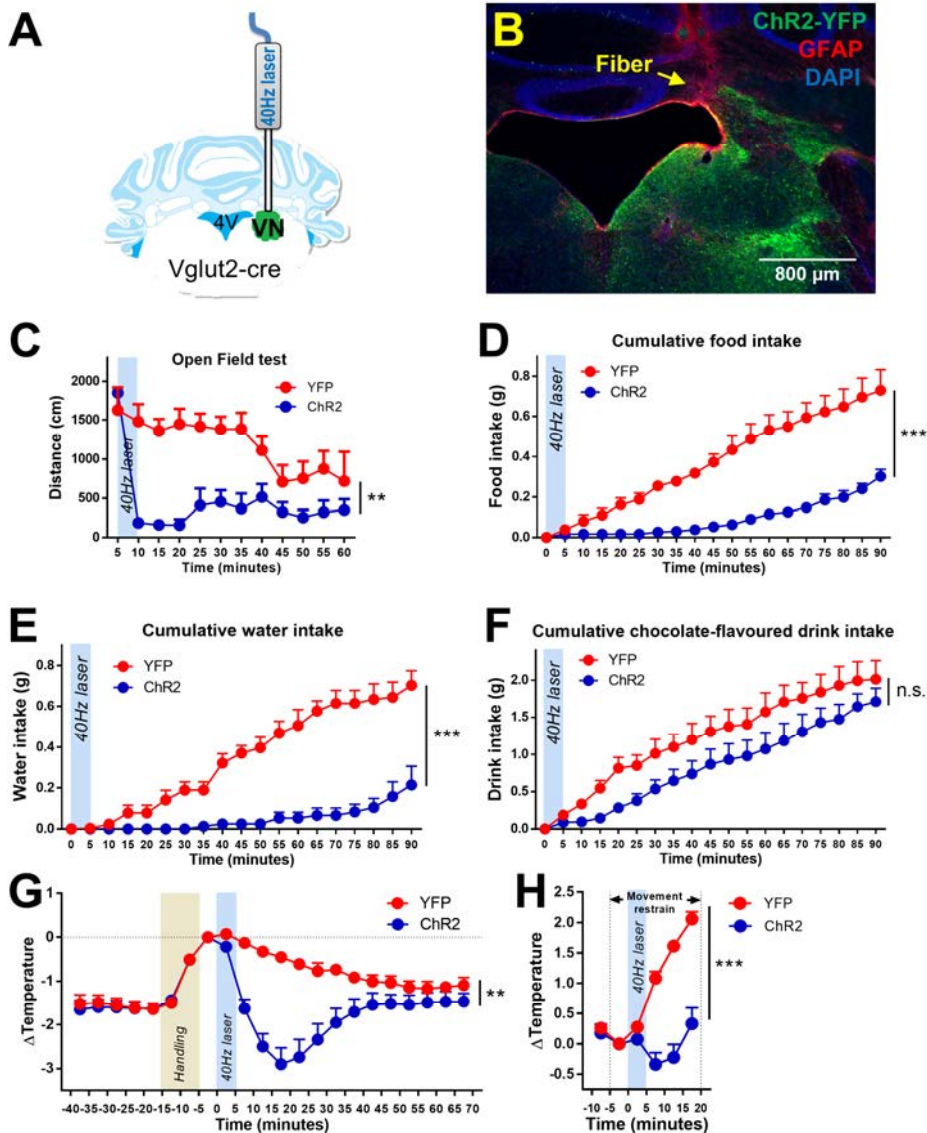 A
40Hz laser
4V
VN
Vglut2-cre
B
ChR2-YFP
GFAP
DAPI
Fiber
800 µm
C
Open Field test
YFP
ChR2
40Hz laser
Distance (cm)
2000
1500
1000
500
0
5 10 15 20 25 30 35 40 45 50 55 60
Time (minutes)
**
D
Cumulative food intake
YFP
ChR2
40Hz laser
Food intake (g)
0.8
0.6
0.4
0.2
0.0
0 5 10 15 20 25 30 35 40 45 50 55 60 65 70 75 80 85 90
Time (minutes)
***
E
Cumulative water intake
YFP
ChR2
40Hz laser
Water intake (g)
0.8
0.6
0.4
0.2
0.0
0 5 10 15 20 25 30 35 40 45 50 55 60 65 70 75 80 85 90
Time (minutes)
***
F
Cumulative chocolate-flavoured drink intake
YFP
ChR2
40Hz laser
Drink intake (g)
2.0
1.5
1.0
0.5
0.0
0 5 10 15 20 25 30 35 40 45 50 55 60 65 70 75 80 85 90
Time (minutes)
n.s.
G
YFP
ChR2
Handling
40Hz laser
Δ Temperature
1
0
-1
-2
-3
-40-35-30-25-20-15-10 -5 0 5 10 15 20 25 30 35 40 45 50 55 60 65 70
Time (minutes)
**
H
Movement
restrain
YFP
ChR2
40Hz laser
Δ Temperature
2.5
2.0
1.5
1.0
0.5
0.0
-0.5
-10 -5 0 5 10 15 20
Time (minutes)
***